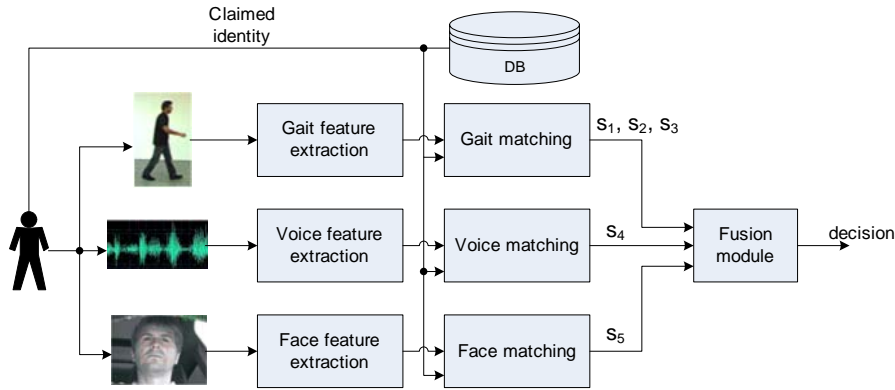 Claimed
identity
DB
Gait feature
extraction
Gait matching
s1, s2, s3
Voice feature
extraction
Voice matching
s4
Fusion
module
decision
Face feature
extraction
Face matching
s5